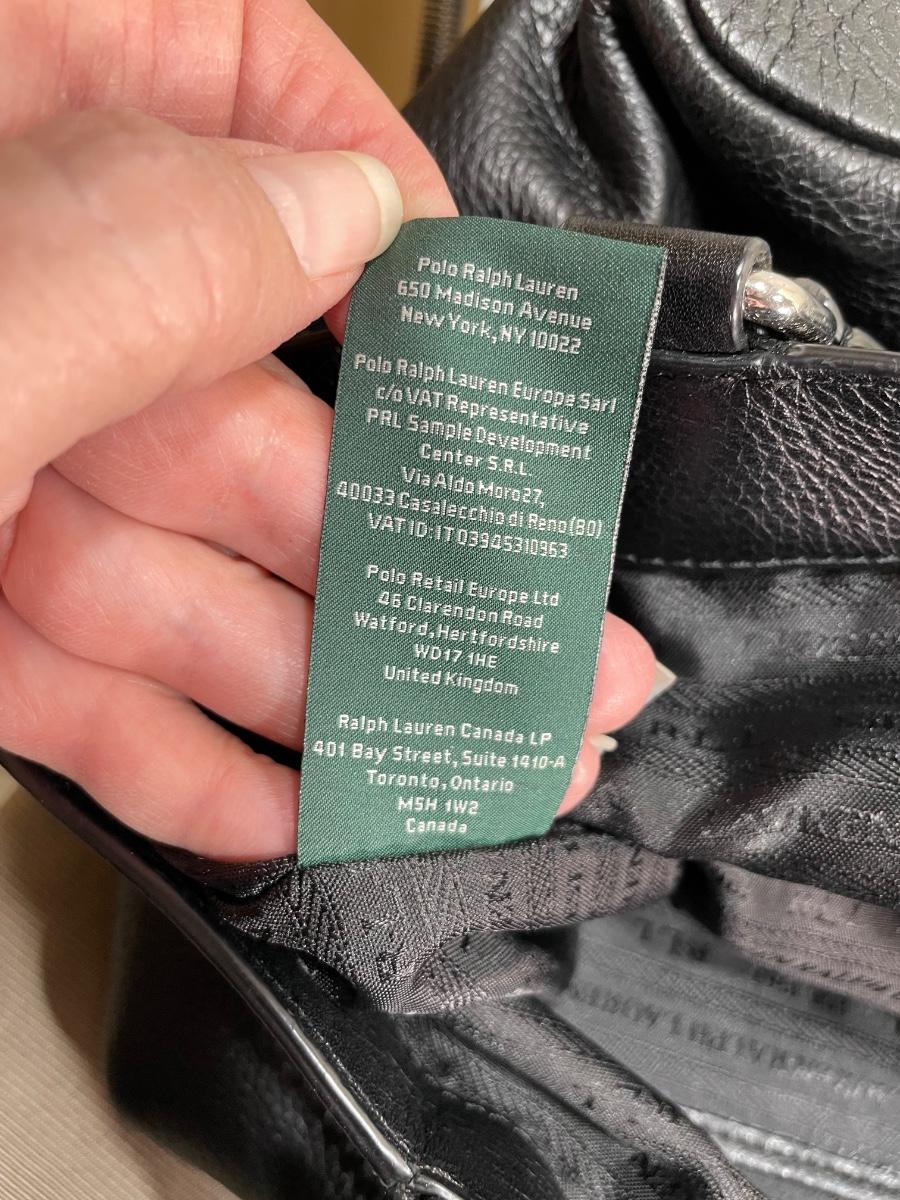 Polo Ralph Lauren
650 Madison Avenue
New York, NY 10022
Polo Ralph Lauren Europe Sarl
c/o VAT Representative
PRL Sample Development
Center S.R.L.
Via Aldo Moro 27,
40033 Casalecchio di Reno (BO)
VAT ID: IT 03945310963
Polo Retail Europe Ltd
46 Clarendon Road
Watford, Hertfordshire
WD17 1HE
United Kingdom
Ralph Lauren Canada LP
401 Bay Street, Suite 1410-A
Toronto, Ontario
M5H 1W2
Canada